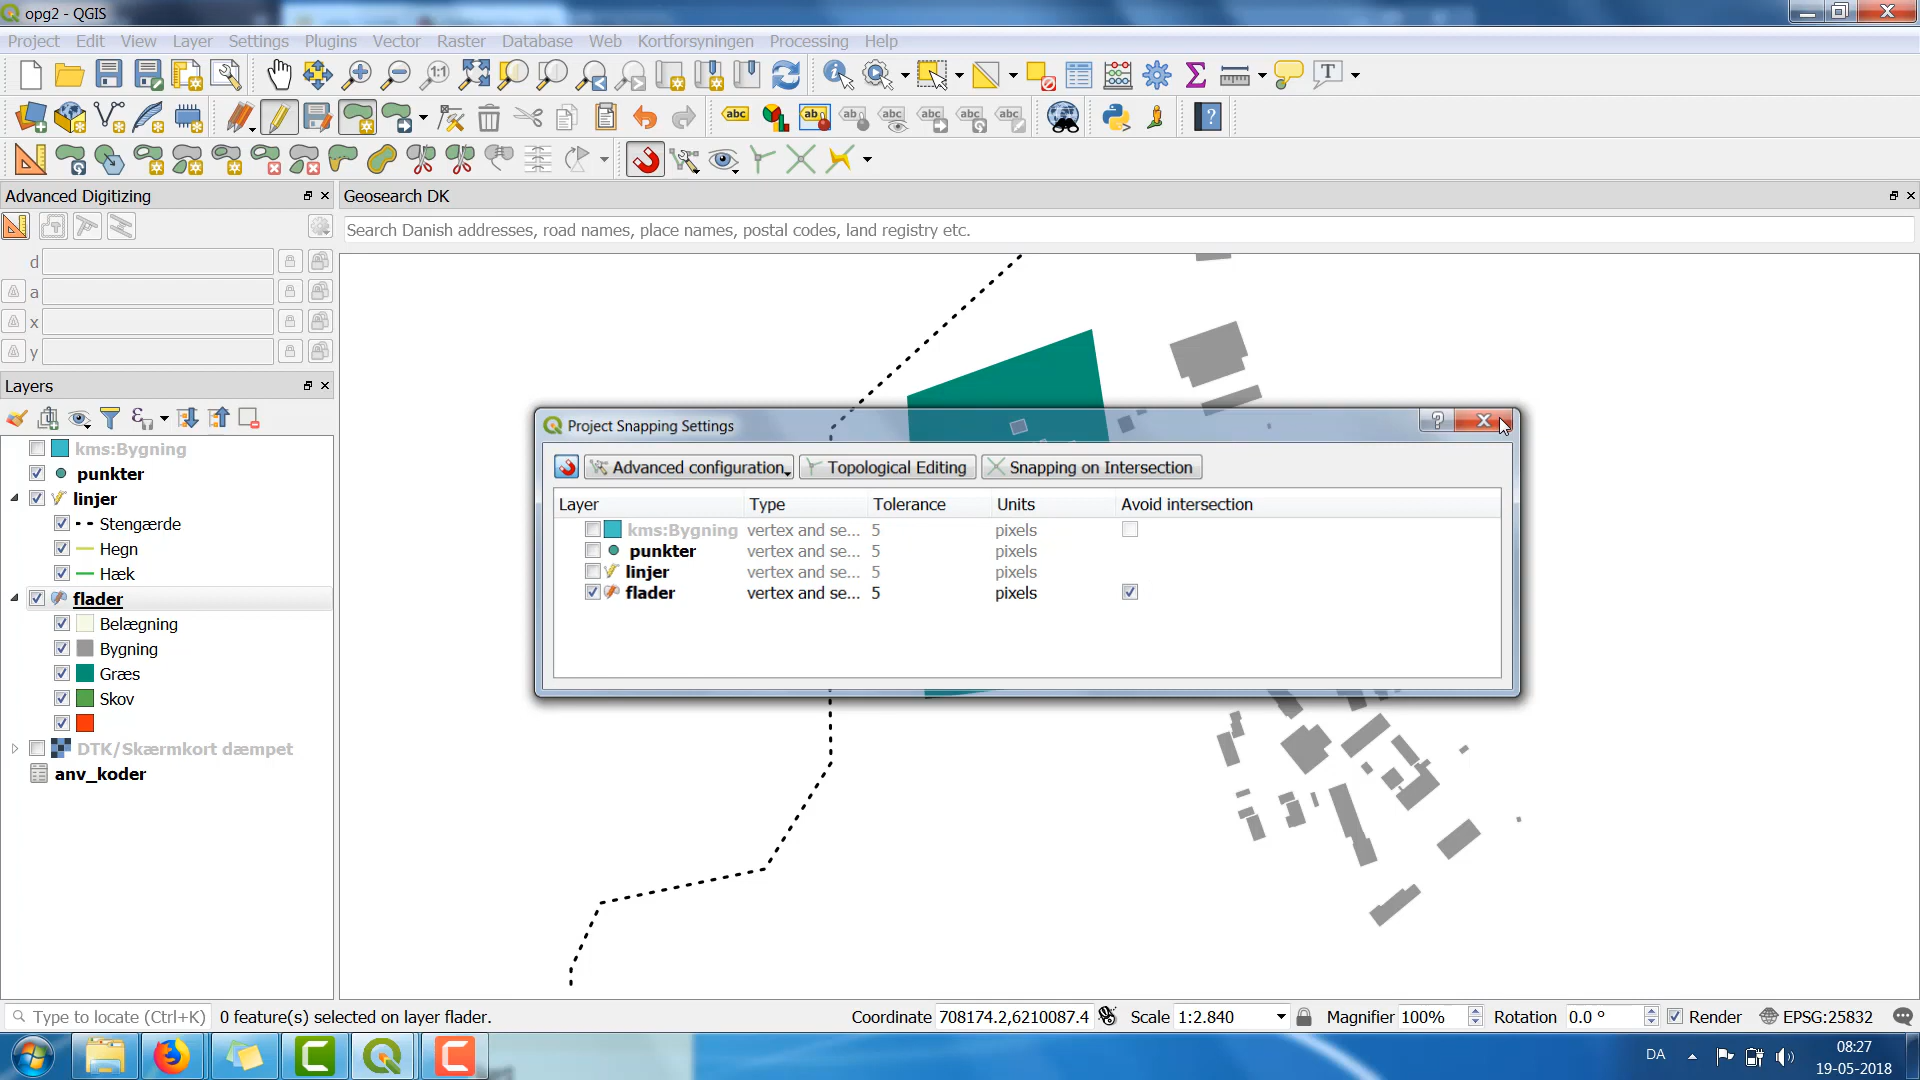 opg2 - QGIS
Project Edit View Layer Settings Plugins Vector Raster Database Web Kortforsyningen Processing Help
Advanced Digitizing
Geosearch DK
Search Danish addresses, road names, place names, postal codes, land registry etc.
d
a
x
y
Layers
kms:Bygning
punkter
linjer
Stengærde
Hegn
Hæk
flader
Belægning
Bygning
Græs
Skov
DTK/Skærmkort dæmpet
anv_koder
Project Snapping Settings
Advanced configuration
Topological Editing
Snapping on Intersection
Layer Type Tolerance Units Avoid intersection
kms:Bygning vertex and se... 5 pixels
punkter vertex and se... 5 pixels
linjer vertex and se... 5 pixels
flader vertex and se... 5 pixels
Type to locate (Ctrl+K) 0 feature(s) selected on layer flader. Coordinate 708174.2,6210087.4 Scale 1:2.840 Magnifier 100% Rotation 0.0 ° Render EPSG:25832
DA
08:27
19-05-2018